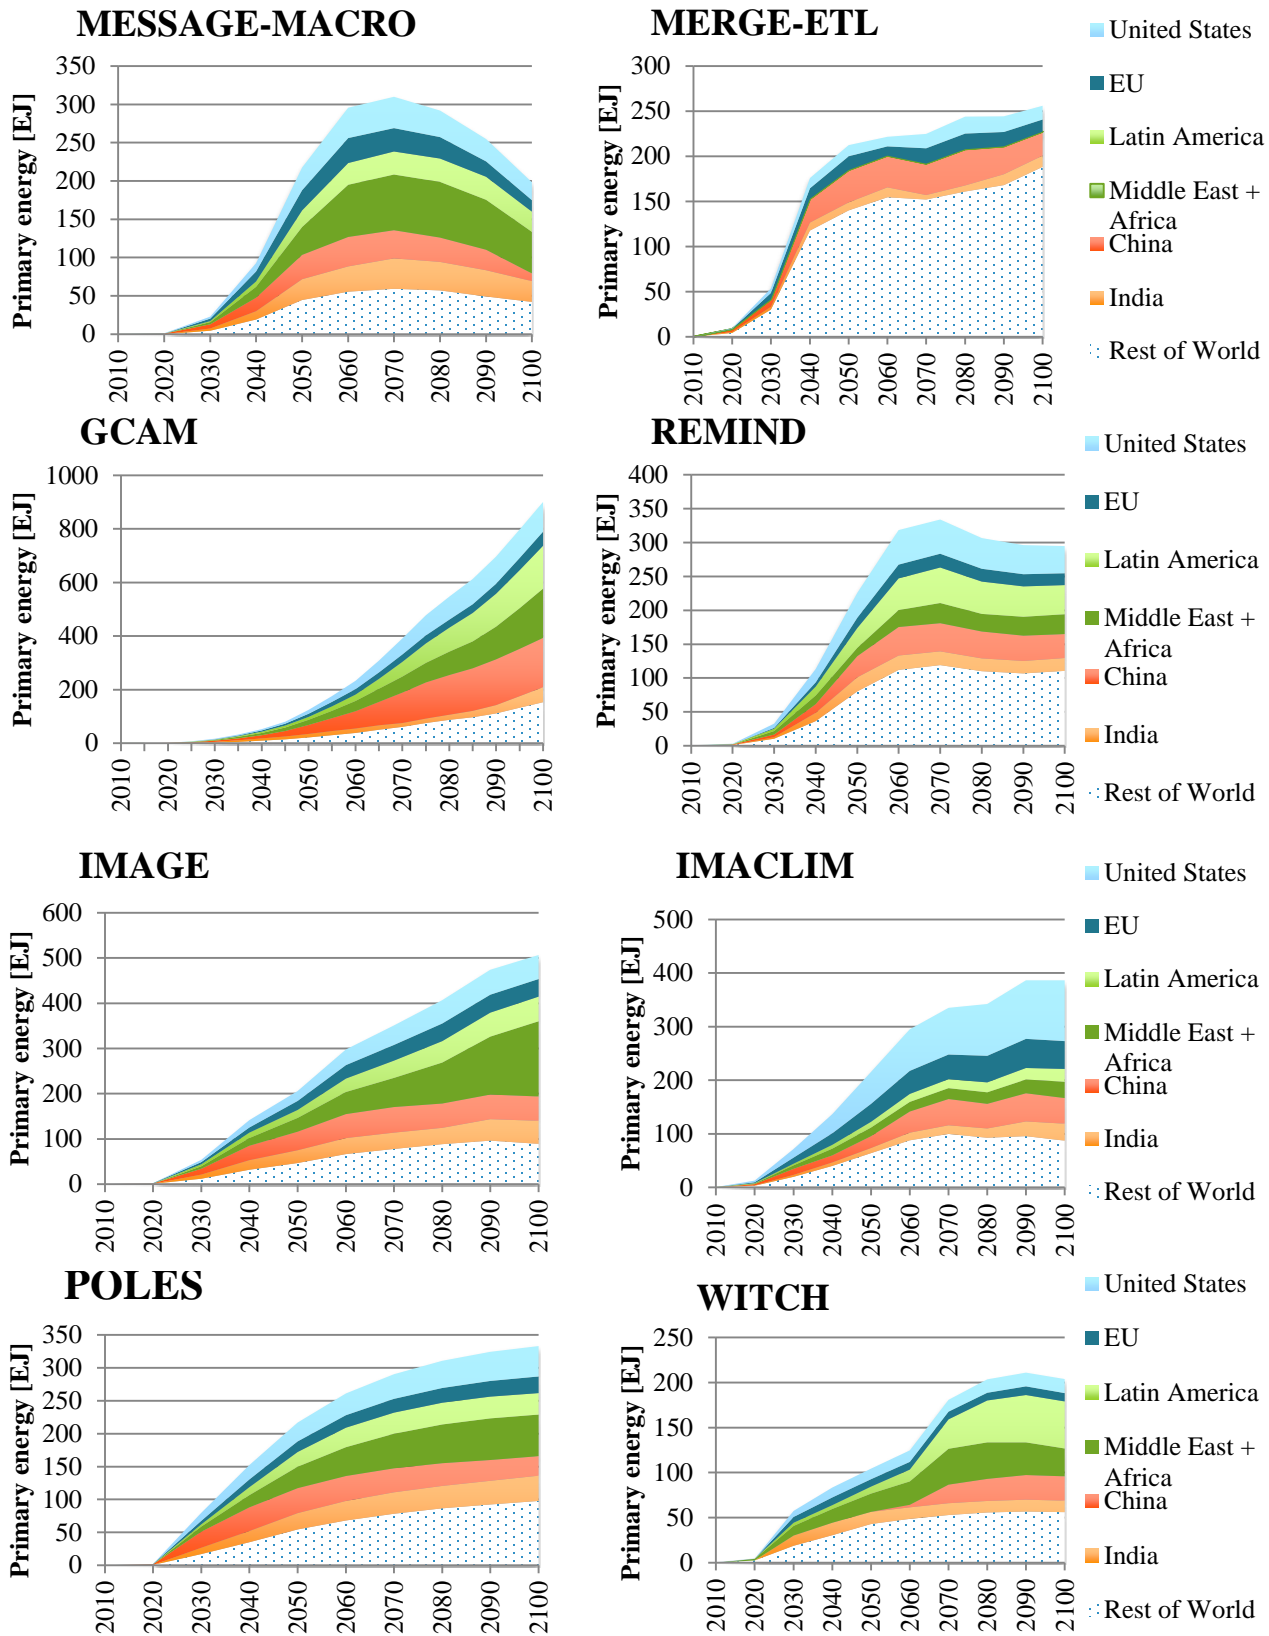 MESSAGE-MACRO
Primary energy [EJ]
350
300
250
200
150
100
50
0
2010
2020
2030
2040
2050
2060
2070
2080
2090
2100
MERGE-ETL
Primary energy [EJ]
300
250
200
150
100
50
0
2010
2020
2030
2040
2050
2060
2070
2080
2090
2100
United States
EU
Latin America
Middle East +
Africa
China
India
Rest of World
GCAM
Primary energy [EJ]
1000
800
600
400
200
0
2010
2020
2030
2040
2050
2060
2070
2080
2090
2100
REMIND
Primary energy [EJ]
400
350
300
250
200
150
100
50
0
2010
2020
2030
2040
2050
2060
2070
2080
2090
2100
United States
EU
Latin America
Middle East +
Africa
China
India
Rest of World
IMAGE
Primary energy [EJ]
600
500
400
300
200
100
0
2010
2020
2030
2040
2050
2060
2070
2080
2090
2100
IMACLIM
Primary energy [EJ]
500
400
300
200
100
0
2010
2020
2030
2040
2050
2060
2070
2080
2090
2100
United States
EU
Latin America
Middle East +
Africa
China
India
Rest of World
POLES
Primary energy [EJ]
350
300
250
200
150
100
50
0
2010
2020
2030
2040
2050
2060
2070
2080
2090
2100
WITCH
Primary energy [EJ]
250
200
150
100
50
0
2010
2020
2030
2040
2050
2060
2070
2080
2090
2100
United States
EU
Latin America
Middle East +
Africa
China
India
Rest of World